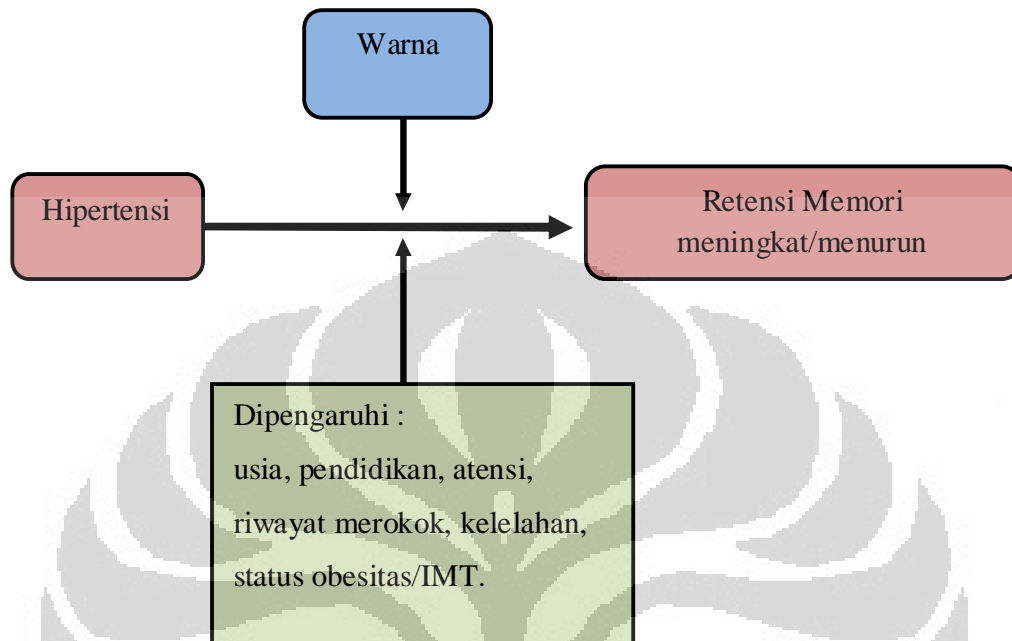 Warna
Hipertensi
Retensi Memori
meningkat/menurun
Dipengaruhi :
usia, pendidikan, atensi,
riwayat merokok, kelelahan,
status obesitas/IMT.